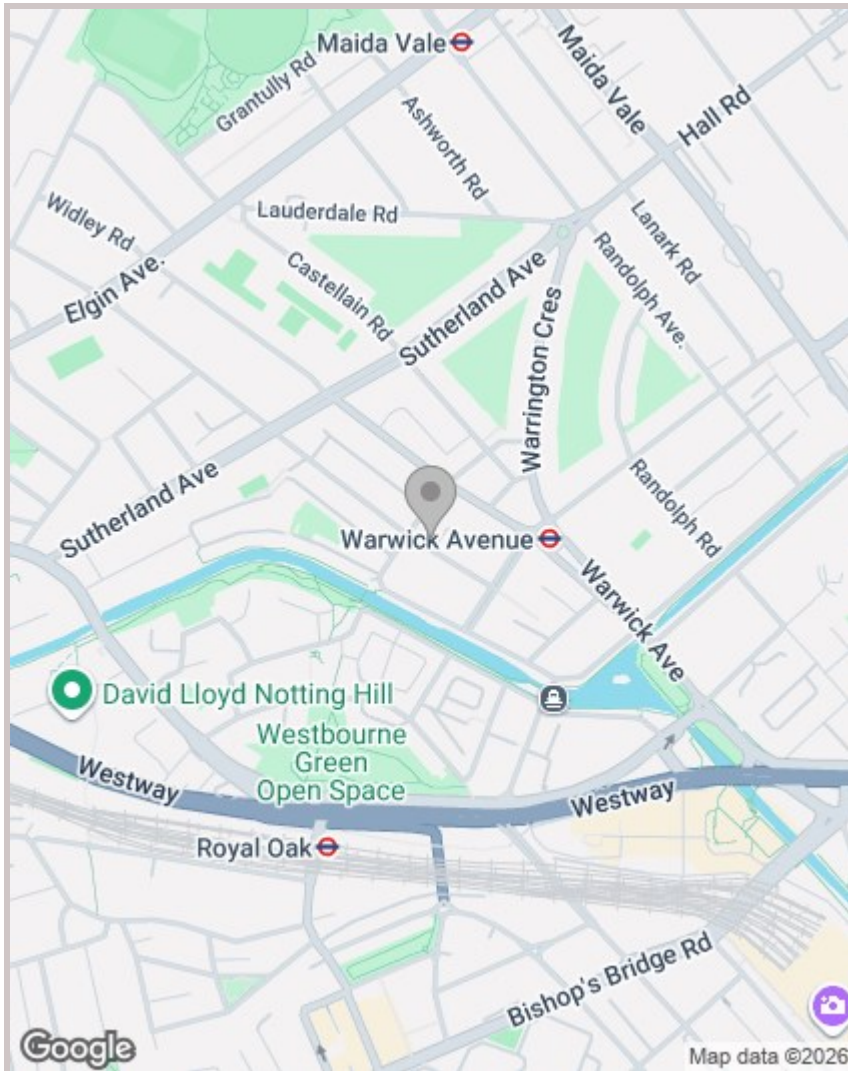 Maida Vale
Grantully Rd
Maida Vale
Hall Rd
Ashworth Rd
Widley Rd
Lauderdale Rd
Lanark Rd
Castellain Rd
Randolph Ave.
Elgin Ave.
Sutherland Ave
Warrington Cres
Sutherland Ave
Randolph Rd
Warwick Avenue
Warwick Ave
David Lloyd Notting Hill
Westbourne
Green
Open Space
Westway
Westway
Royal Oak
Bishop's Bridge Rd
Google
Map data ©2026